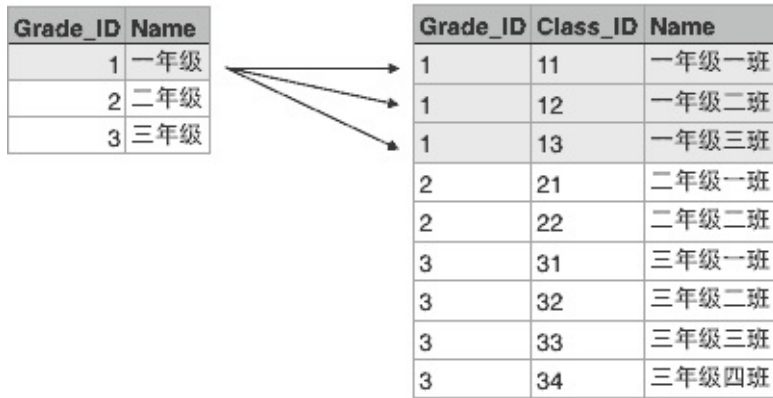 Grade_ID Name
1 一年级
2 二年级
3 三年级
Grade_ID Class_ID Name
1 11 一年级一班
1 12 一年级二班
1 13 一年级三班
2 21 二年级一班
2 22 二年级二班
3 31 三年级一班
3 32 三年级二班
3 33 三年级三班
3 34 三年级四班